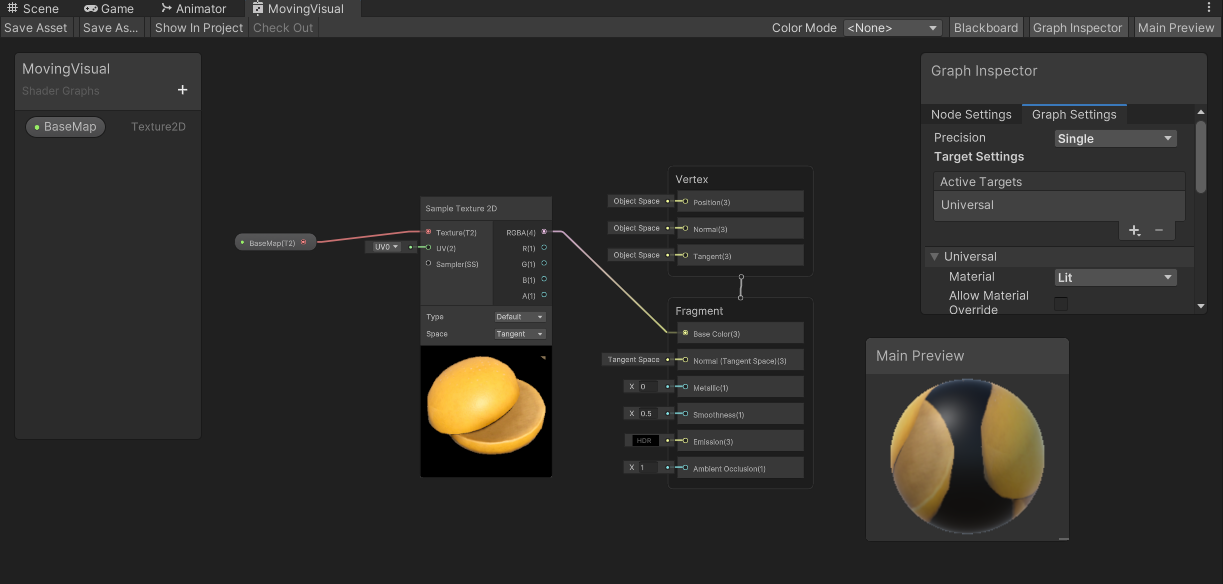 Scene Game Animator MovingVisual
Save Asset Save As... Show In Project Check Out Color Mode <None> Blackboard Graph Inspector Main Preview
MovingVisual
Shader Graphs +
BaseMap Texture2D
BaseMap(T2)
UV0
Sample Texture 2D
Texture(T2) RGBA(4)
UV(2) R(1)
Sampler(SS) G(1)
B(1)
A(1)
Type Default
Space Tangent
Vertex
Object Space Position(3)
Object Space Normal(3)
Object Space Tangent(3)
Fragment
Base Color(3)
Tangent Space Normal (Tangent Space)(3)
X 0 Metallic(1)
X 0.5 Smoothness(1)
HDR Emission(3)
X 1 Ambient Occlusion(1)
Graph Inspector
Node Settings Graph Settings
Precision Single
Target Settings
Active Targets
Universal
+ −
Universal
Material Lit
Allow Material
Override
Main Preview